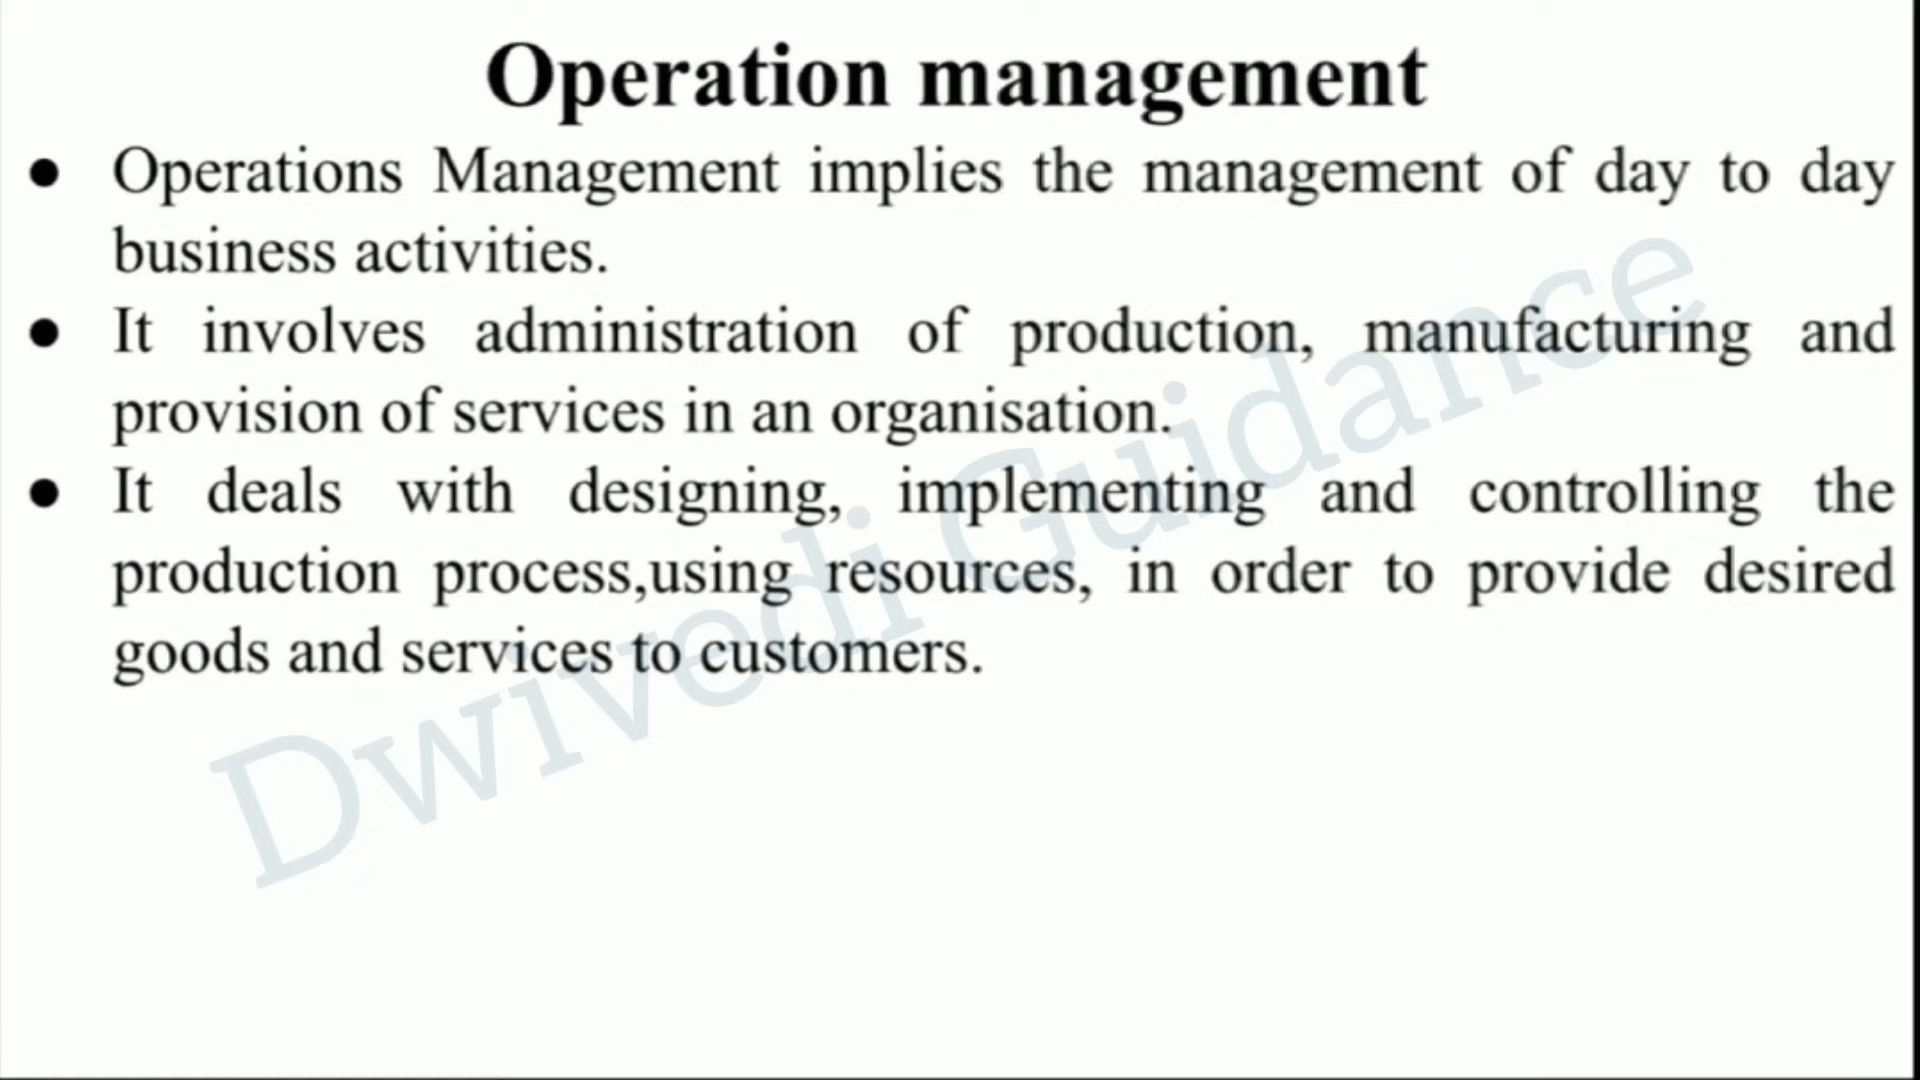 Operation management
● Operations Management implies the management of day to day
business activities.
● It involves administration of production, manufacturing and
provision of services in an organisation.
● It deals with designing, implementing and controlling the
production process,using resources, in order to provide desired
goods and services to customers.
Dwivedi Guidance